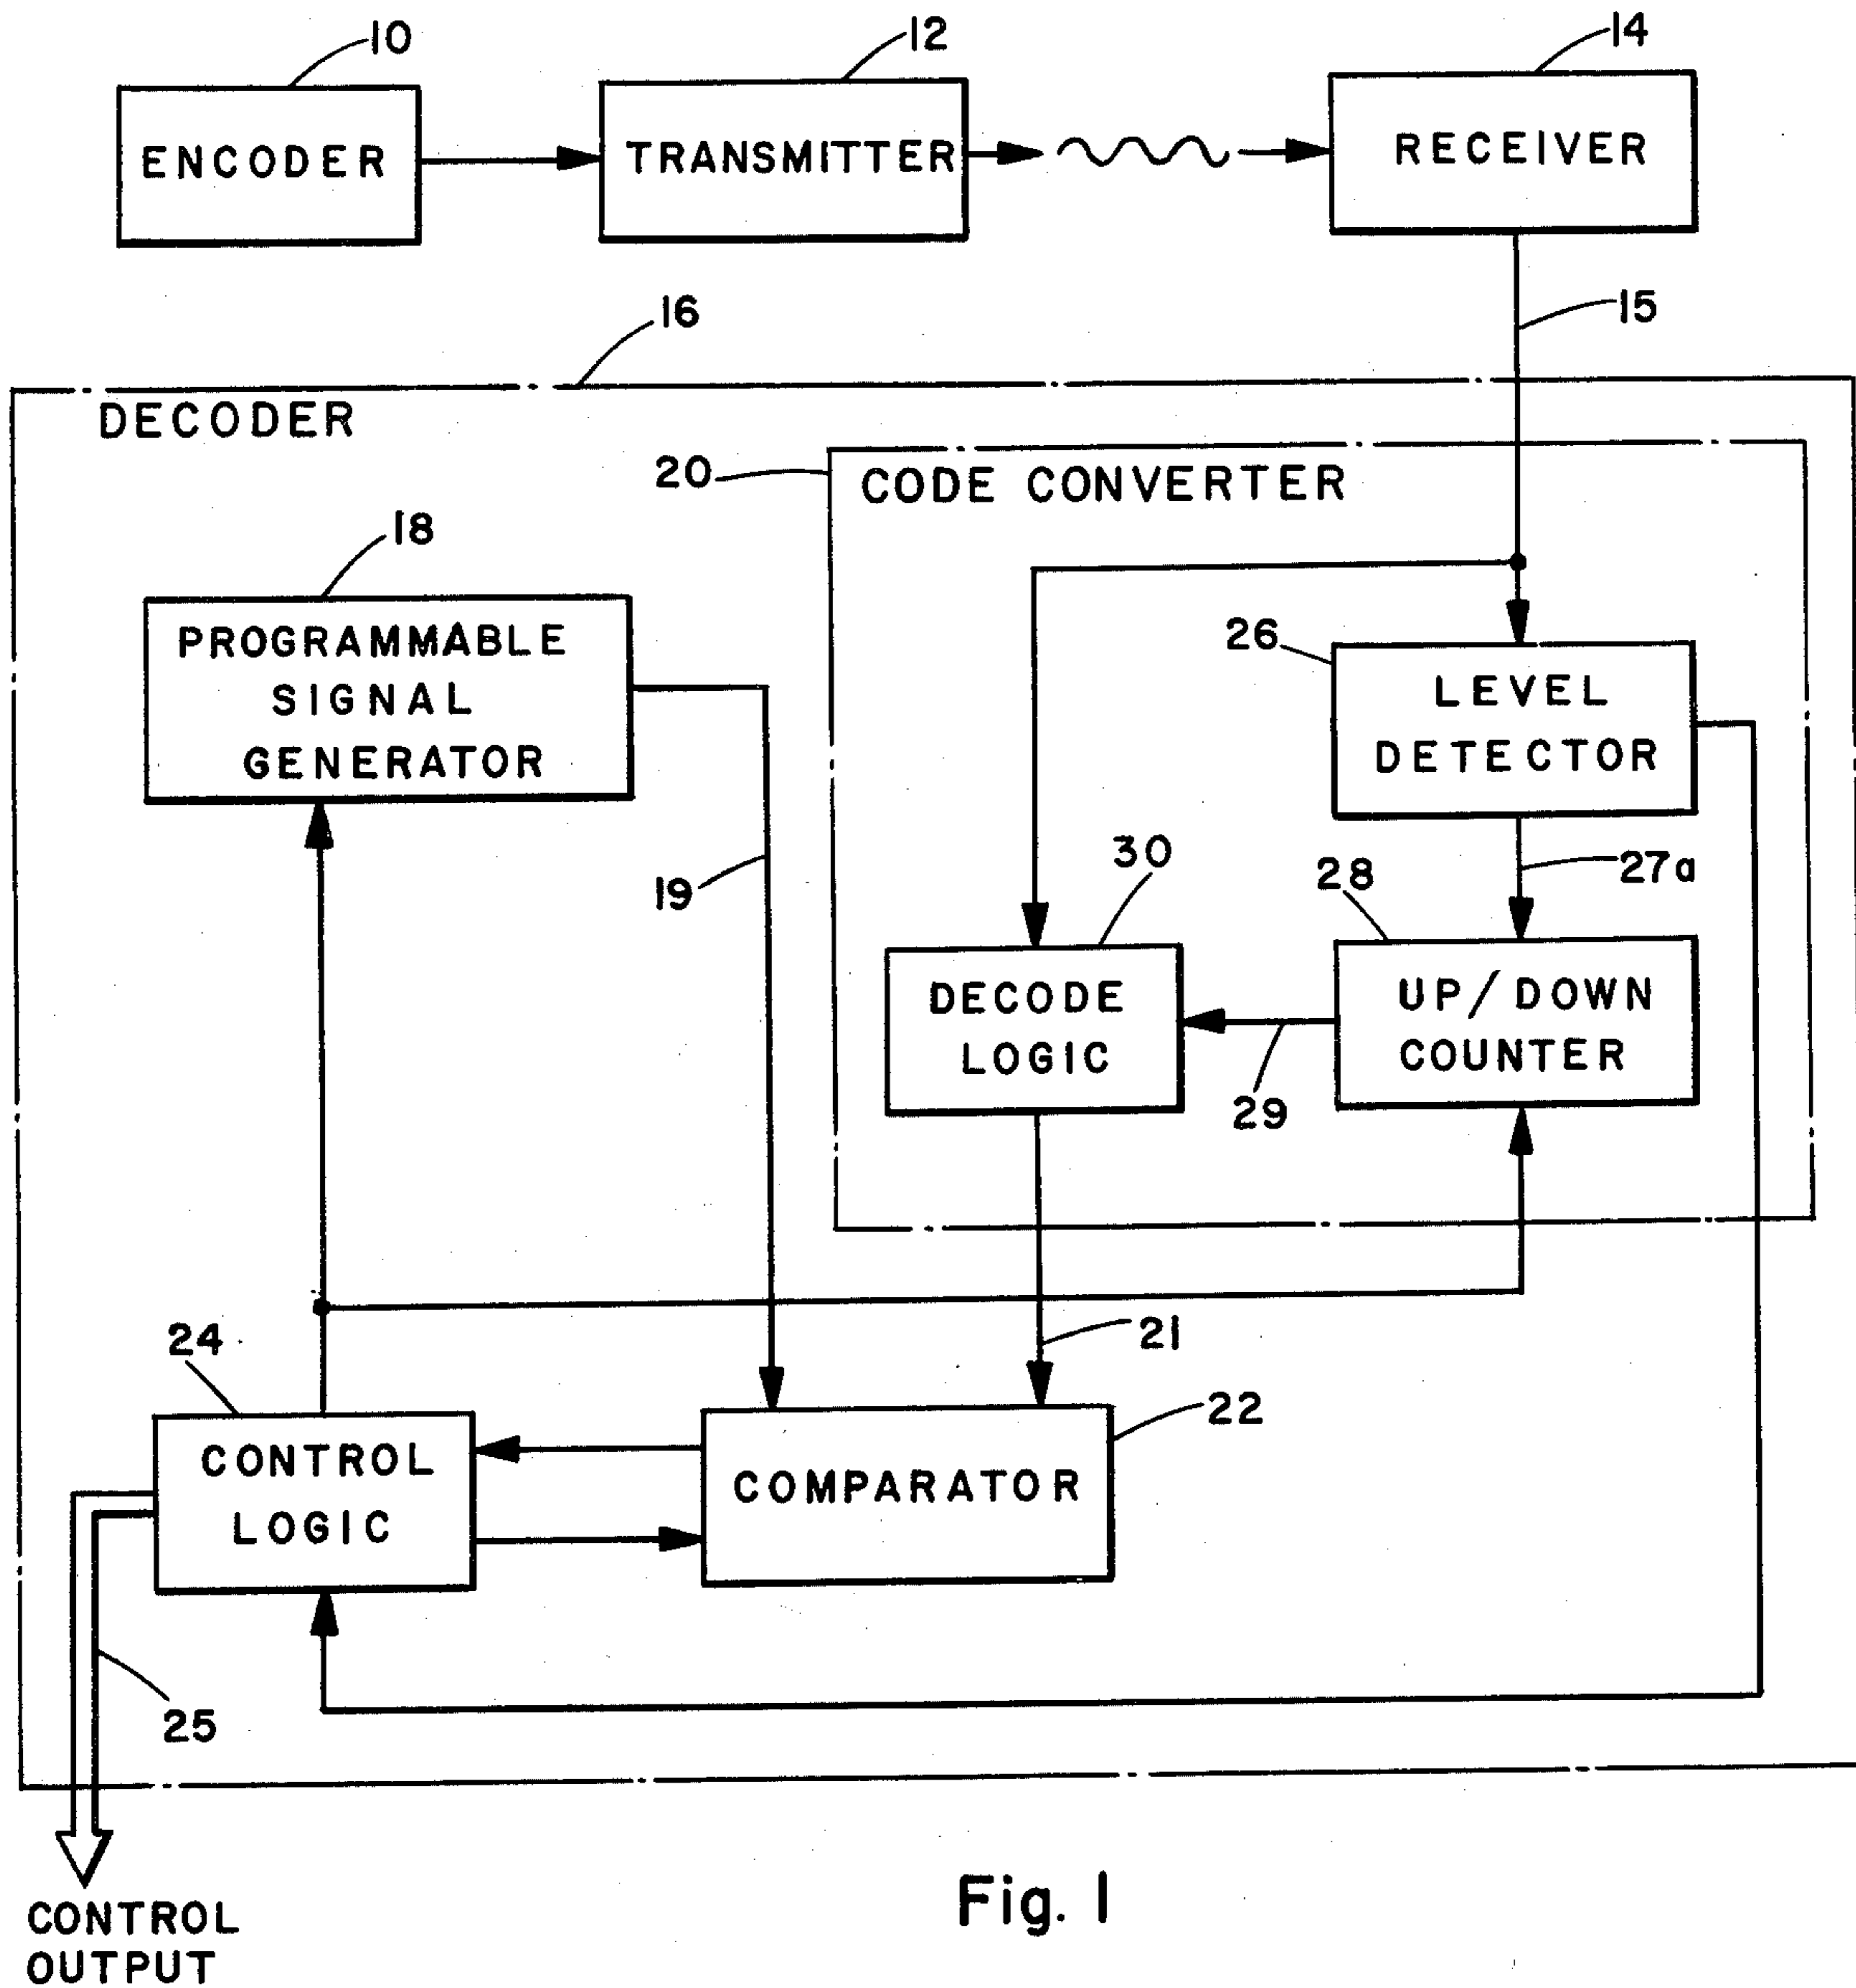 10
12
14
ENCODER
TRANSMITTER
RECEIVER
15
16
DECODER
20
CODE CONVERTER
18
PROGRAMMABLE
SIGNAL
GENERATOR
26
LEVEL
DETECTOR
19
30
27a
28
DECODE
LOGIC
UP/DOWN
COUNTER
29
21
24
22
CONTROL
LOGIC
COMPARATOR
25
CONTROL
OUTPUT
Fig. 1